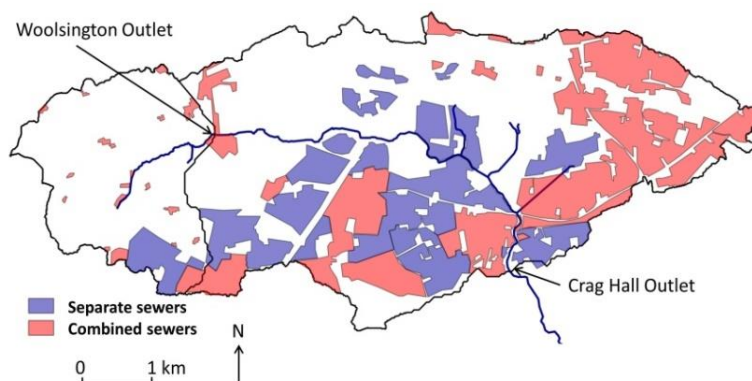 Woolsington Outlet
Crag Hall Outlet
Separate sewers
Combined sewers
N
0 1 km